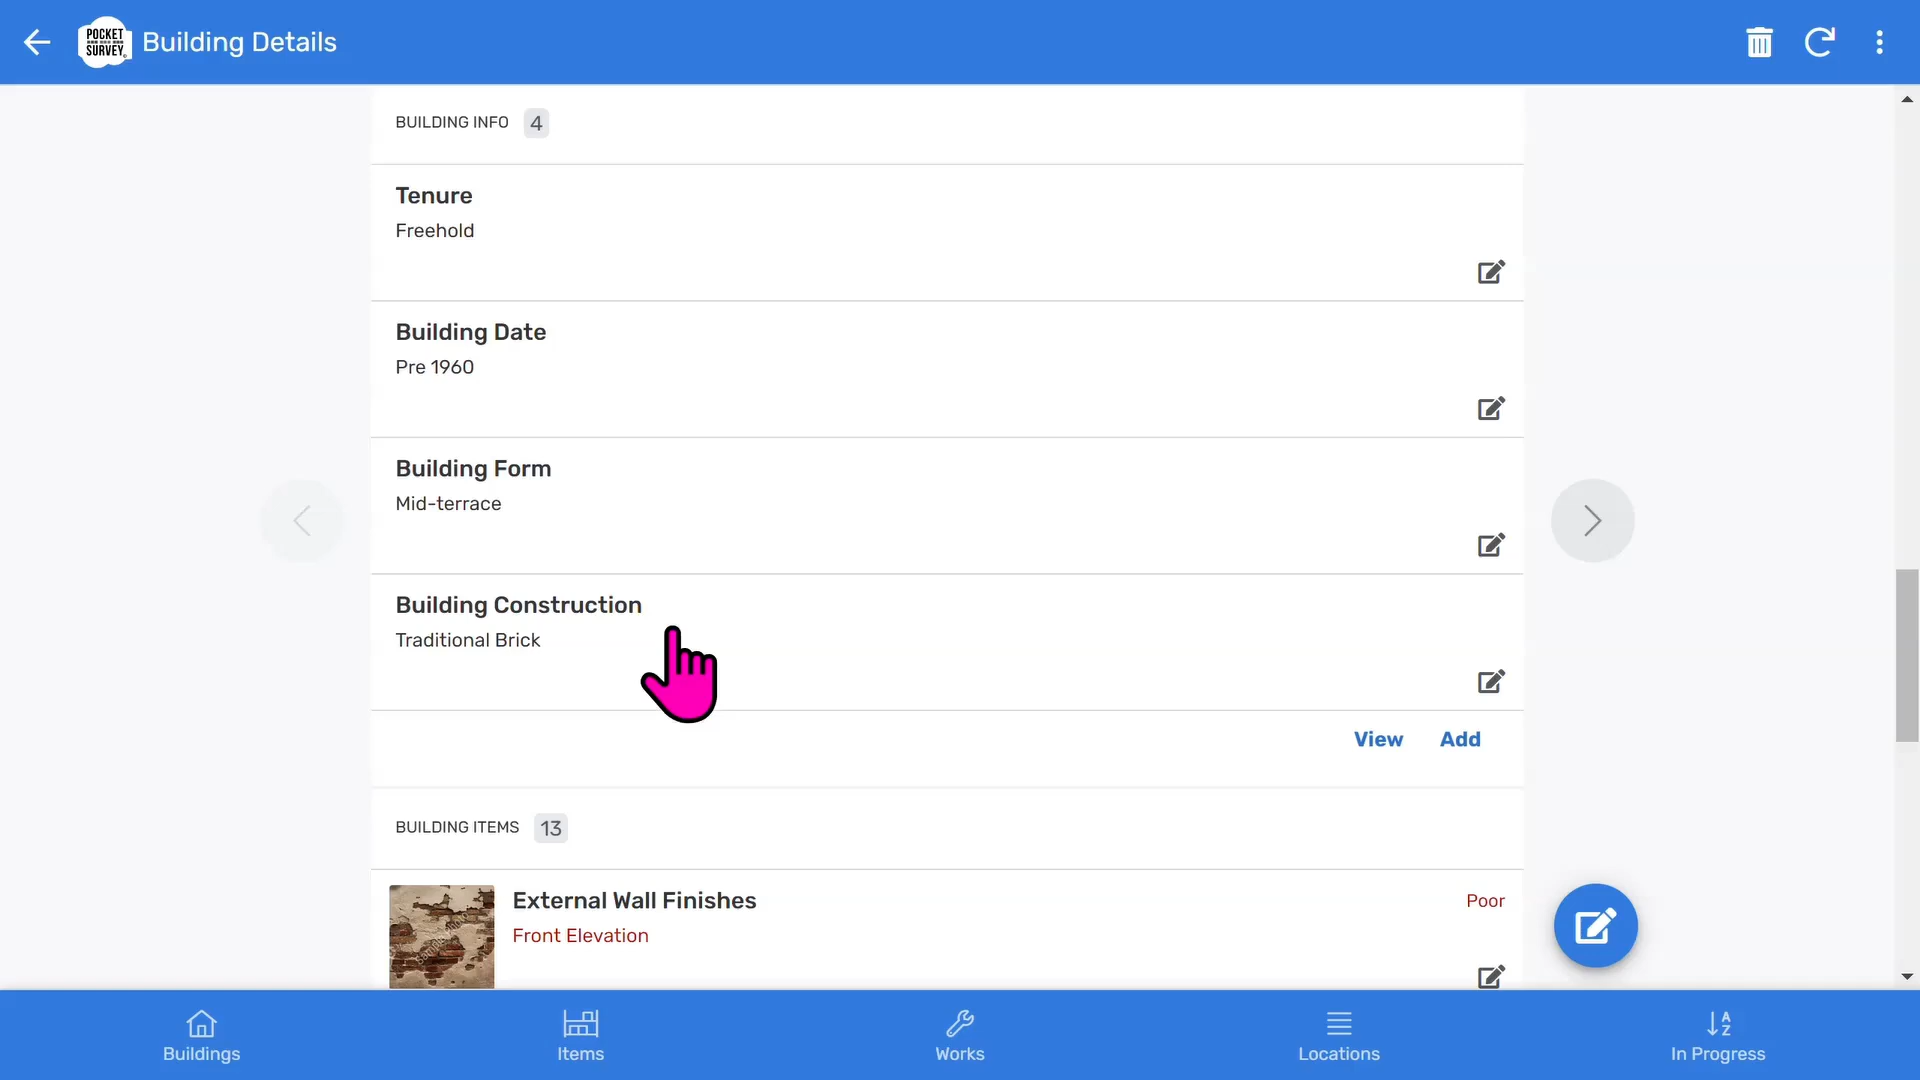 POCKET
SURVEY
Building Details
BUILDING INFO 4
Tenure
Freehold
Building Date
Pre 1960
Building Form
Mid-terrace
Building Construction
Traditional Brick
View Add
BUILDING ITEMS 13
External Wall Finishes Poor
Front Elevation
Buildings Items Works Locations In Progress